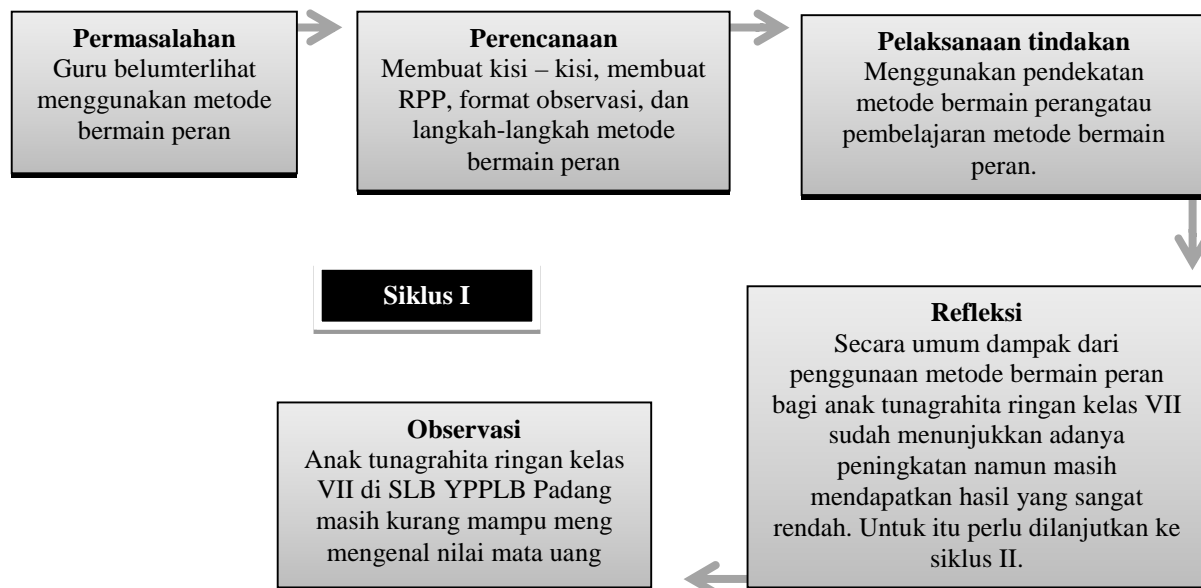 Permasalahan
Guru belumterlihat
menggunakan metode
bermain peran
Perencanaan
Membuat kisi – kisi, membuat
RPP, format observasi, dan
langkah-langkah metode
bermain peran
Pelaksanaan tindakan
Menggunakan pendekatan
metode bermain perangatau
pembelajaran metode bermain
peran.
Siklus I
Refleksi
Secara umum dampak dari
penggunaan metode bermain peran
bagi anak tunagrahita ringan kelas VII
sudah menunjukkan adanya
peningkatan namun masih
mendapatkan hasil yang sangat
rendah. Untuk itu perlu dilanjutkan ke
siklus II.
Observasi
Anak tunagrahita ringan kelas
VII di SLB YPPLB Padang
masih kurang mampu meng
mengenal nilai mata uang